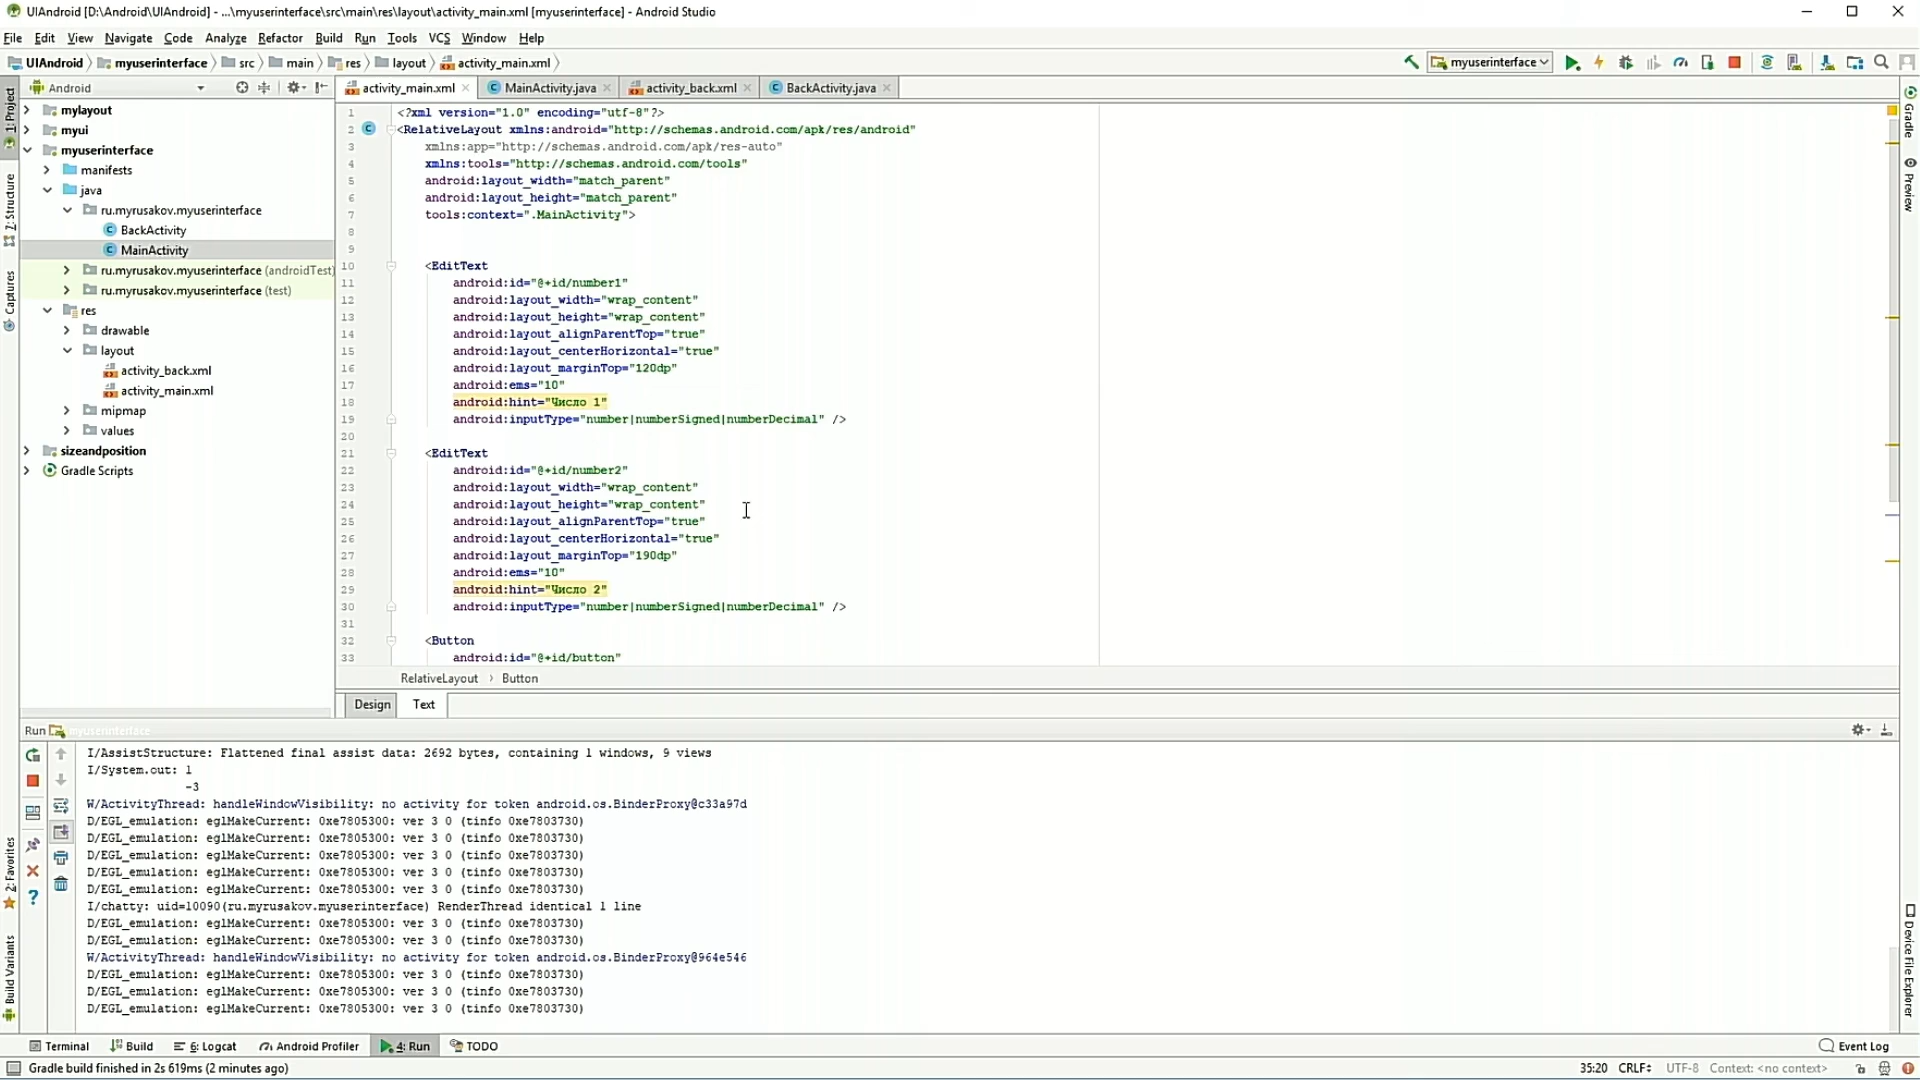 UIAndroid [D:\Android\UIAndroid] - ...\myuserinterface\src\main\res\layout\activity_main.xml [myuserinterface] - Android Studio
File Edit View Navigate Code Analyze Refactor Build Run Tools VCS Window Help
UIAndroid myuserinterface src main res layout activity_main.xml myuserinterface
Android activity_main.xml MainActivity.java activity_back.xml BackActivity.java
1: Project
Z: Structure
Captures
2: Favorites
Build Variants
mylayout
myui
myuserinterface
manifests
java
ru.myrusakov.myuserinterface
BackActivity
MainActivity
ru.myrusakov.myuserinterface (androidTest)
ru.myrusakov.myuserinterface (test)
res
drawable
layout
activity_back.xml
activity_main.xml
mipmap
values
sizeandposition
Gradle Scripts
1 <?xml version="1.0" encoding="utf-8"?>
2 <RelativeLayout xmlns:android="http://schemas.android.com/apk/res/android"
3 xmlns:app="http://schemas.android.com/apk/res-auto"
4 xmlns:tools="http://schemas.android.com/tools"
5 android:layout_width="match_parent"
6 android:layout_height="match_parent"
7 tools:context=".MainActivity">
8
9
10 <EditText
11 android:id="@+id/number1"
12 android:layout_width="wrap_content"
13 android:layout_height="wrap_content"
14 android:layout_alignParentTop="true"
15 android:layout_centerHorizontal="true"
16 android:layout_marginTop="120dp"
17 android:ems="10"
18 android:hint="Число 1"
19 android:inputType="number|numberSigned|numberDecimal" />
20
21 <EditText
22 android:id="@+id/number2"
23 android:layout_width="wrap_content"
24 android:layout_height="wrap_content"
25 android:layout_alignParentTop="true"
26 android:layout_centerHorizontal="true"
27 android:layout_marginTop="190dp"
28 android:ems="10"
29 android:hint="Число 2"
30 android:inputType="number|numberSigned|numberDecimal" />
31
32 <Button
33 android:id="@+id/button"
RelativeLayout › Button
Design Text
Gradle
Preview
Device File Explorer
Run myuserinterface
I/AssistStructure: Flattened final assist data: 2692 bytes, containing 1 windows, 9 views
I/System.out: 1
-3
W/ActivityThread: handleWindowVisibility: no activity for token android.os.BinderProxy@c33a97d
D/EGL_emulation: eglMakeCurrent: 0xe7805300: ver 3 0 (tinfo 0xe7803730)
D/EGL_emulation: eglMakeCurrent: 0xe7805300: ver 3 0 (tinfo 0xe7803730)
D/EGL_emulation: eglMakeCurrent: 0xe7805300: ver 3 0 (tinfo 0xe7803730)
D/EGL_emulation: eglMakeCurrent: 0xe7805300: ver 3 0 (tinfo 0xe7803730)
D/EGL_emulation: eglMakeCurrent: 0xe7805300: ver 3 0 (tinfo 0xe7803730)
I/chatty: uid=10090(ru.myrusakov.myuserinterface) RenderThread identical 1 line
D/EGL_emulation: eglMakeCurrent: 0xe7805300: ver 3 0 (tinfo 0xe7803730)
D/EGL_emulation: eglMakeCurrent: 0xe7805300: ver 3 0 (tinfo 0xe7803730)
W/ActivityThread: handleWindowVisibility: no activity for token android.os.BinderProxy@964e546
D/EGL_emulation: eglMakeCurrent: 0xe7805300: ver 3 0 (tinfo 0xe7803730)
D/EGL_emulation: eglMakeCurrent: 0xe7805300: ver 3 0 (tinfo 0xe7803730)
D/EGL_emulation: eglMakeCurrent: 0xe7805300: ver 3 0 (tinfo 0xe7803730)
Terminal Build 6: Logcat Android Profiler 4: Run TODO Event Log
Gradle build finished in 2s 619ms (2 minutes ago) 35:20 CRLF UTF-8 Context: <no context>